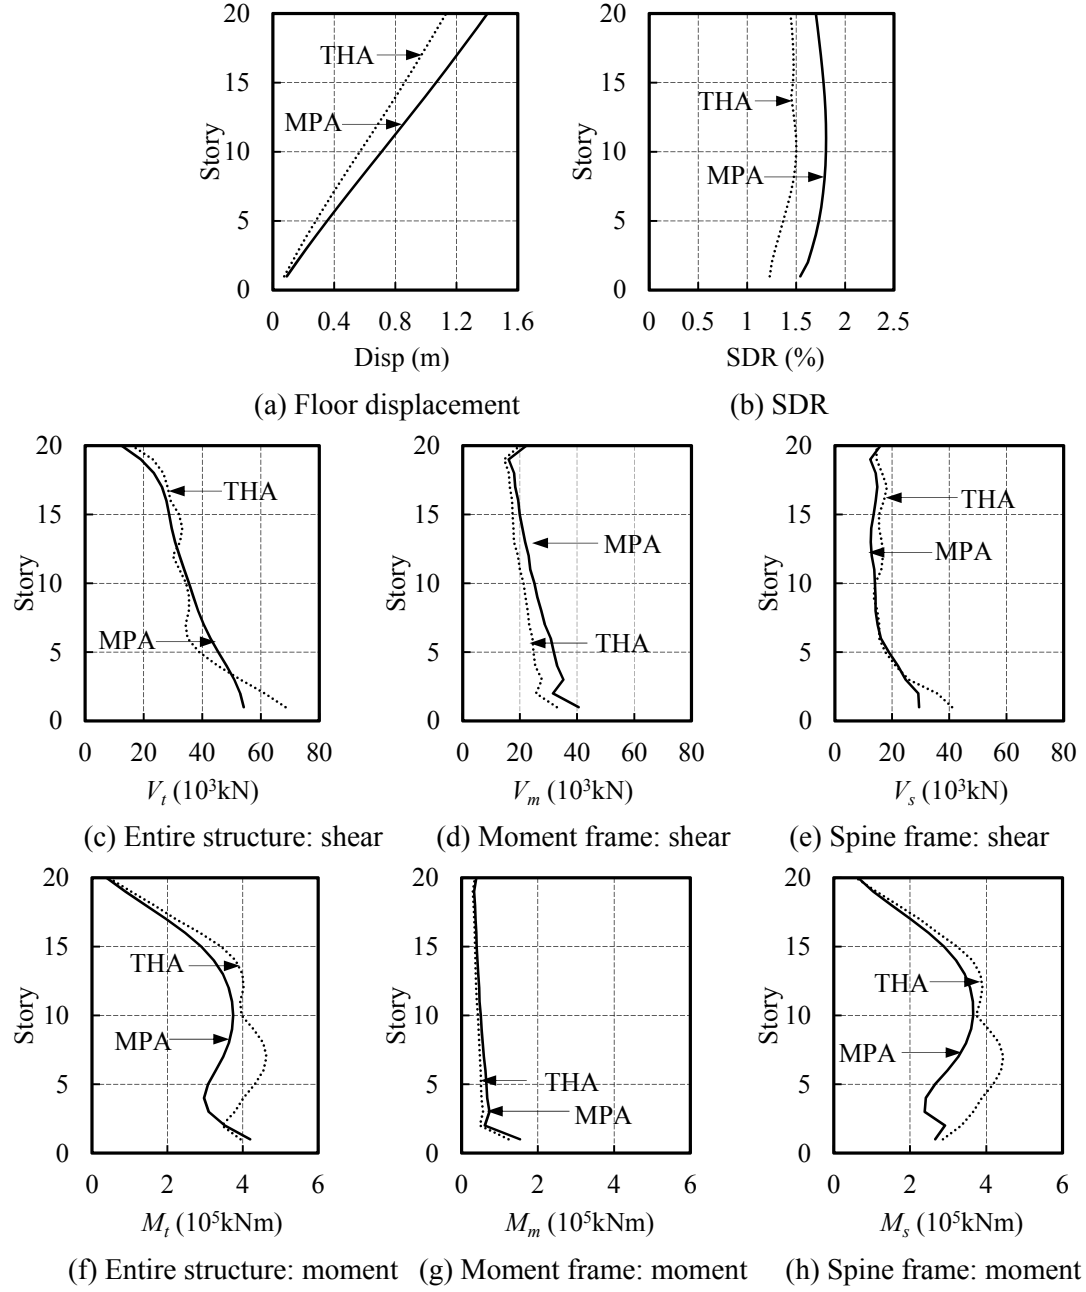 20
15
10
5
0
Story
THA
MPA
0 0.4 0.8 1.2 1.6
Disp (m)
(a) Floor displacement
20
15
10
5
0
Story
THA
MPA
0 0.5 1 1.5 2 2.5
SDR (%)
(b) SDR
20
15
10
5
0
Story
THA
MPA
0 20 40 60 80
Vt (10³kN)
(c) Entire structure: shear
20
15
10
5
0
Story
MPA
THA
0 20 40 60 80
Vm (10³kN)
(d) Moment frame: shear
20
15
10
5
0
Story
THA
MPA
0 20 40 60 80
Vs (10³kN)
(e) Spine frame: shear
20
15
10
5
0
Story
THA
MPA
0 2 4 6
Mt (10⁵kNm)
(f) Entire structure: moment
20
15
10
5
0
Story
THA
MPA
0 2 4 6
Mm (10⁵kNm)
(g) Moment frame: moment
20
15
10
5
0
Story
THA
MPA
0 2 4 6
Ms (10⁵kNm)
(h) Spine frame: moment